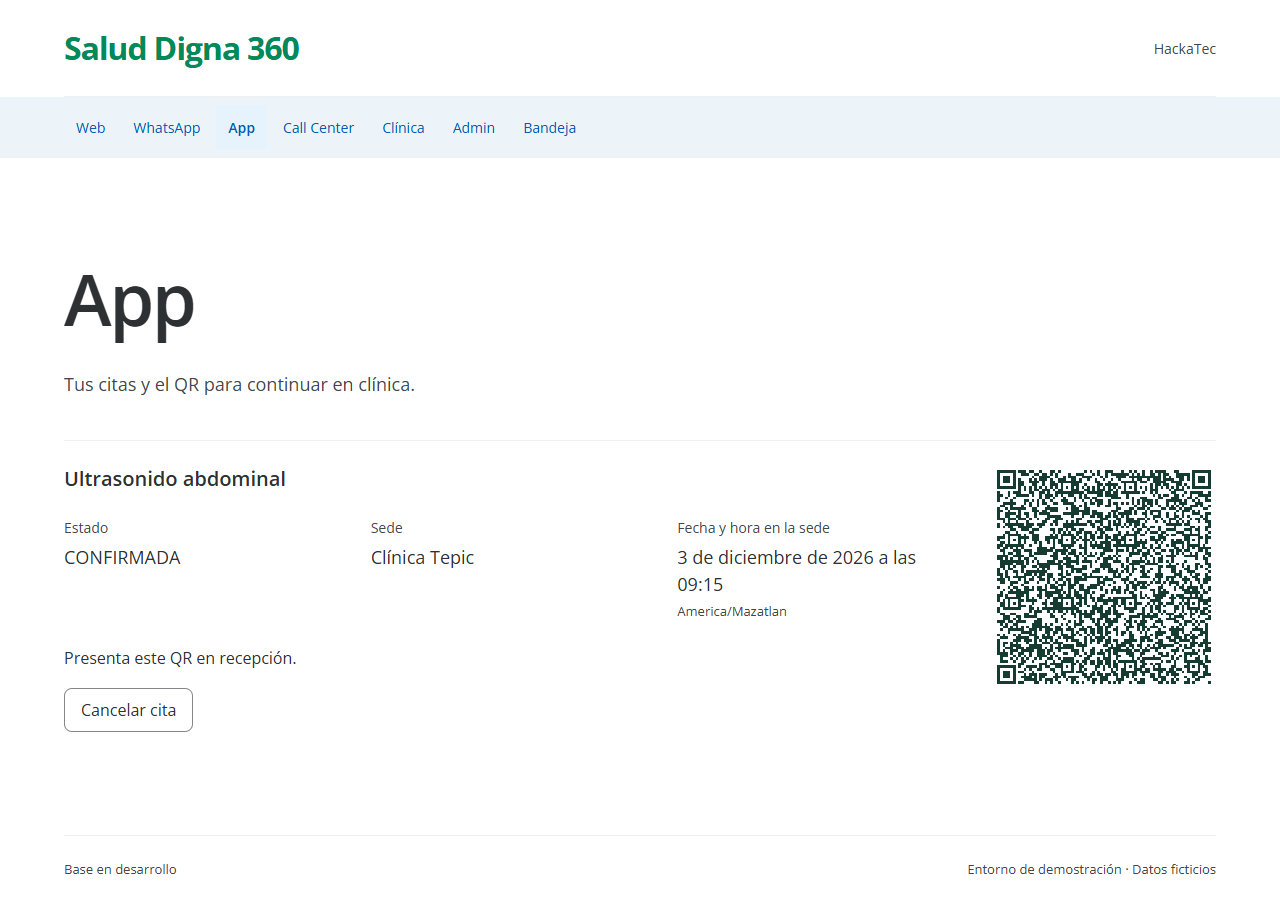 Salud Digna 360
HackaTec
Web
WhatsApp
App
Call Center
Clínica
Admin
Bandeja
App
Tus citas y el QR para continuar en clínica.
Ultrasonido abdominal
Estado
CONFIRMADA
Sede
Clínica Tepic
Fecha y hora en la sede
3 de diciembre de 2026 a las
09:15
America/Mazatlan
Presenta este QR en recepción.
Cancelar cita
Base en desarrollo
Entorno de demostración · Datos ficticios